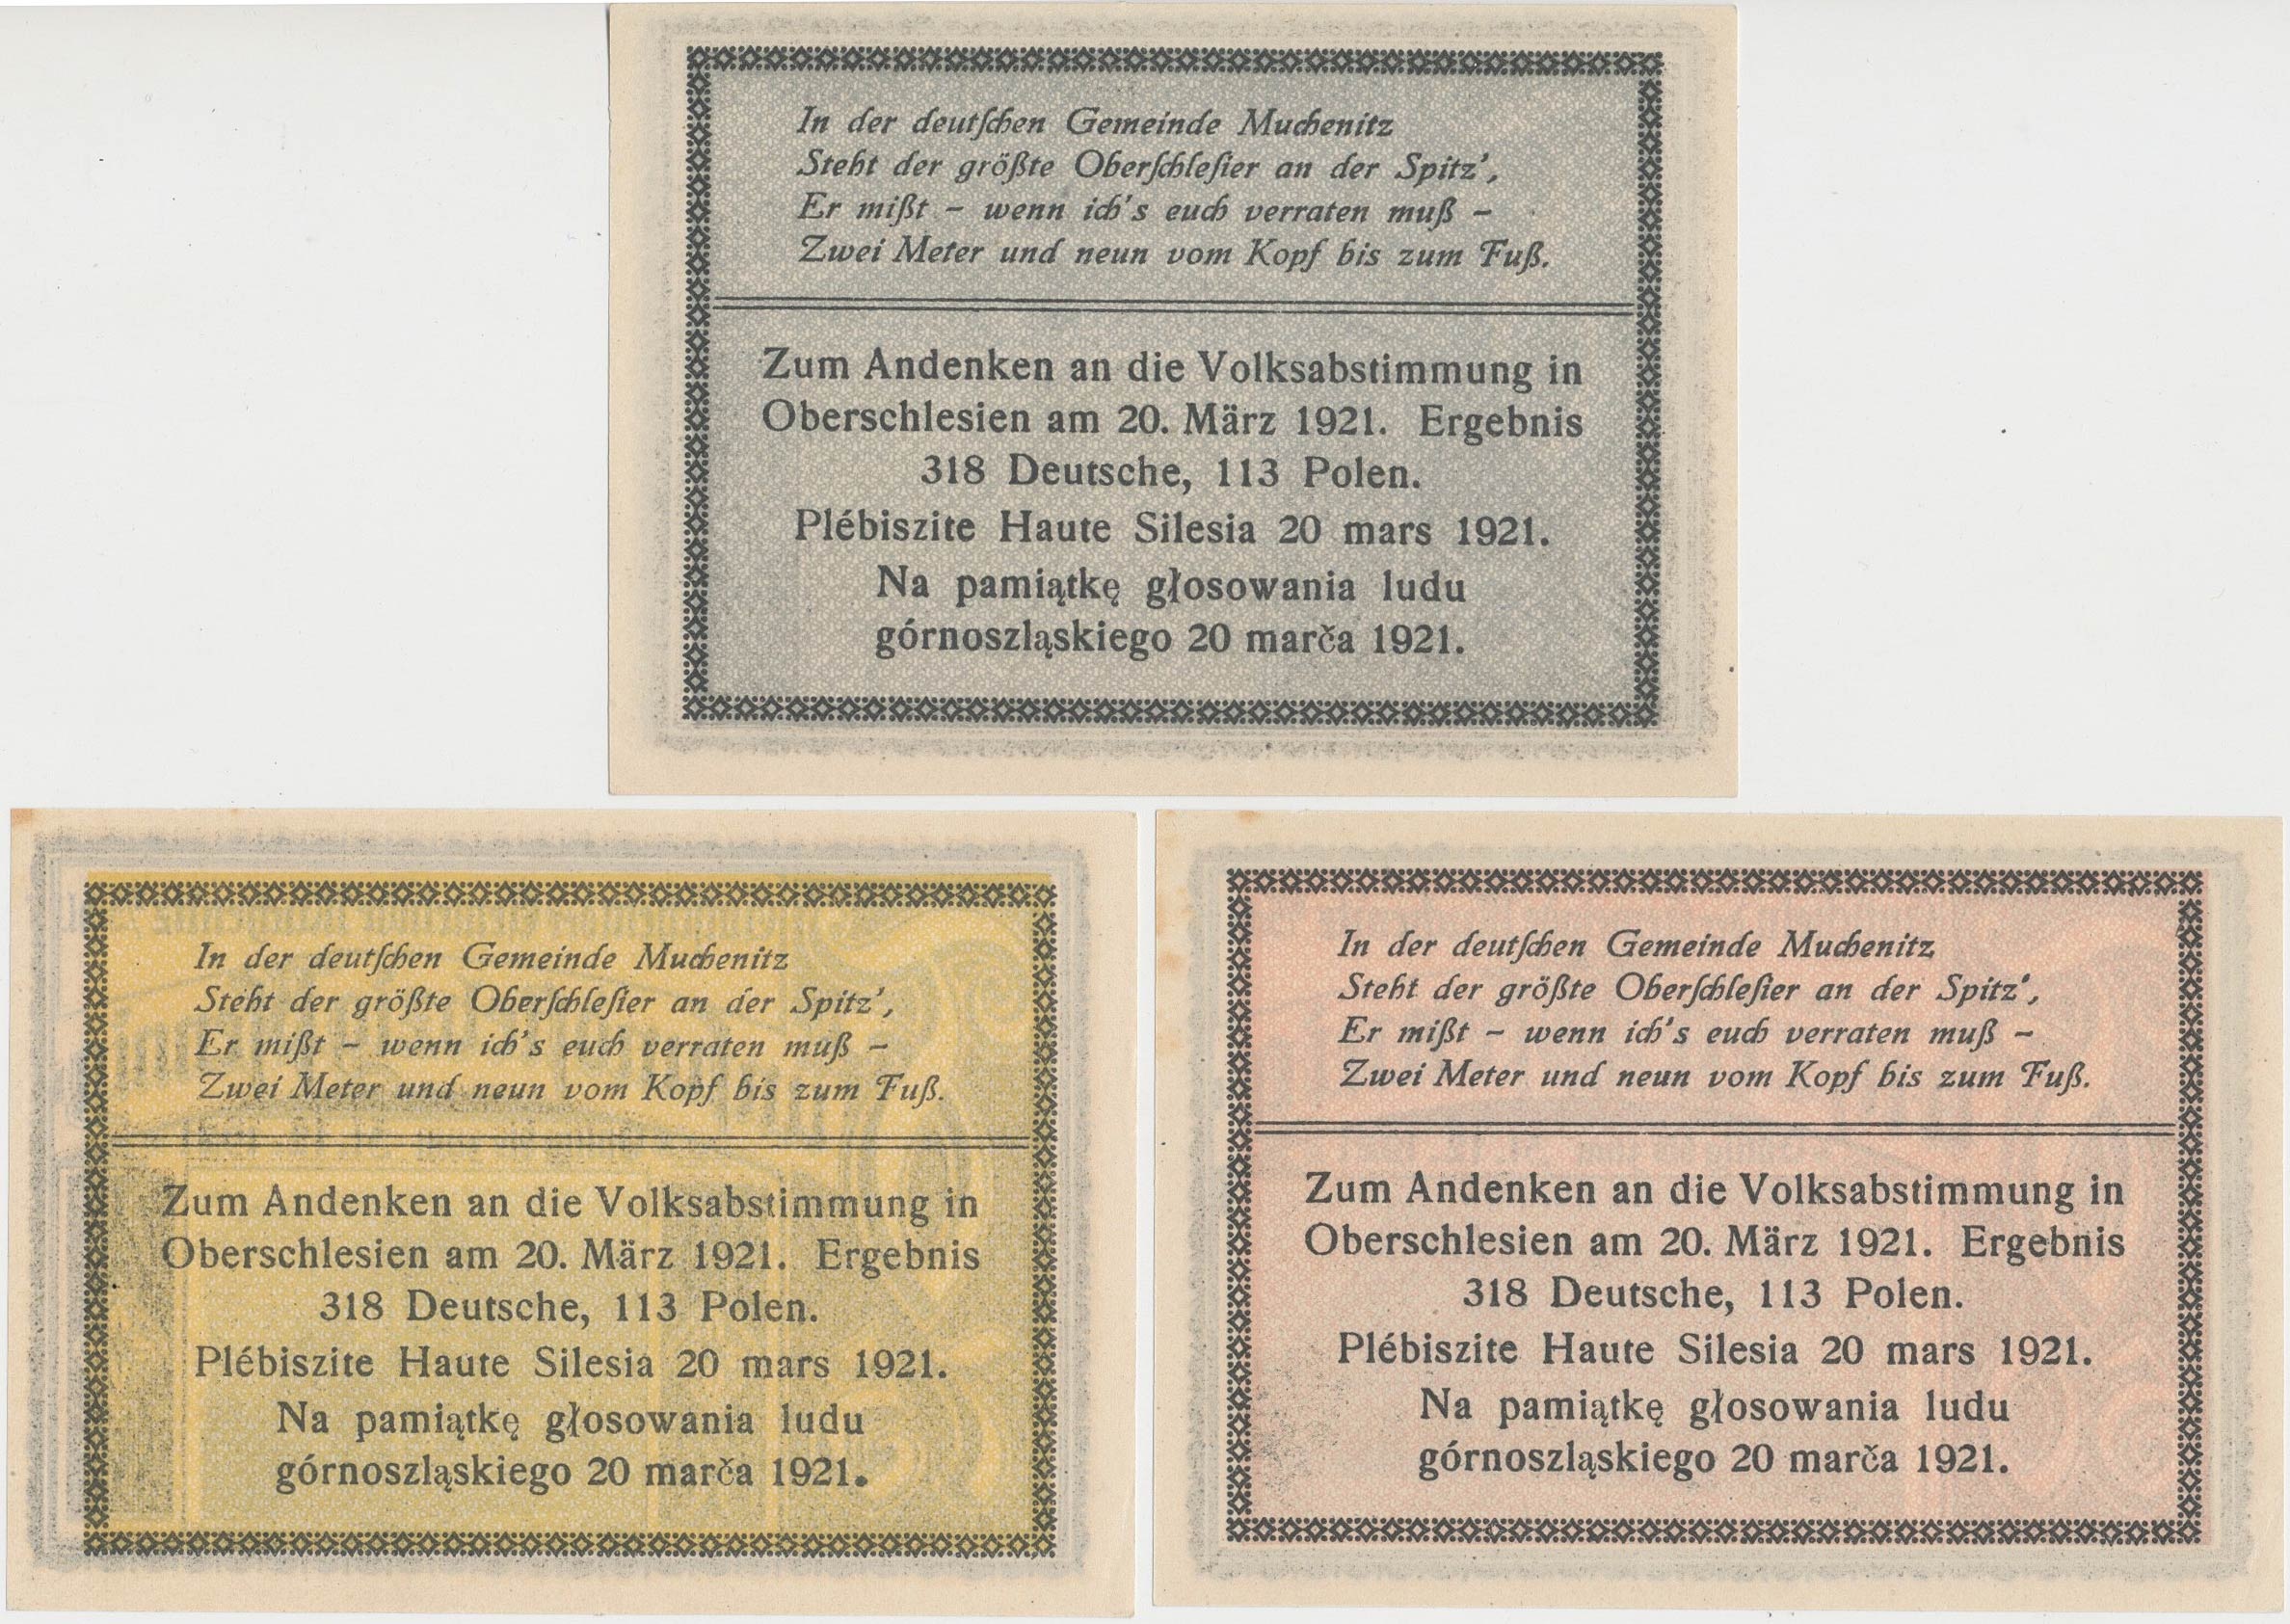 In der deutſchen Gemeinde Muchenitz
Steht der größte Oberſchleſier an der Spitz',
Er mißt – wenn ich's euch verraten muß –
Zwei Meter und neun vom Kopf bis zum Fuß.
Zum Andenken an die Volksabstimmung in
Oberschlesien am 20. März 1921. Ergebnis
318 Deutsche, 113 Polen.
Plébiszite Haute Silesia 20 mars 1921.
Na pamiątkę głosowania ludu
górnoszląskiego 20 marča 1921.
In der deutſchen Gemeinde Muchenitz
Steht der größte Oberſchleſier an der Spitz',
Er mißt – wenn ich's euch verraten muß –
Zwei Meter und neun vom Kopf bis zum Fuß.
Zum Andenken an die Volksabstimmung in
Oberschlesien am 20. März 1921. Ergebnis
318 Deutsche, 113 Polen.
Plébiszite Haute Silesia 20 mars 1921.
Na pamiątkę głosowania ludu
górnoszląskiego 20 marča 1921.
In der deutſchen Gemeinde Muchenitz
Steht der größte Oberſchleſier an der Spitz',
Er mißt – wenn ich's euch verraten muß –
Zwei Meter und neun vom Kopf bis zum Fuß.
Zum Andenken an die Volksabstimmung in
Oberschlesien am 20. März 1921. Ergebnis
318 Deutsche, 113 Polen.
Plébiszite Haute Silesia 20 mars 1921.
Na pamiątkę głosowania ludu
górnoszląskiego 20 marča 1921.